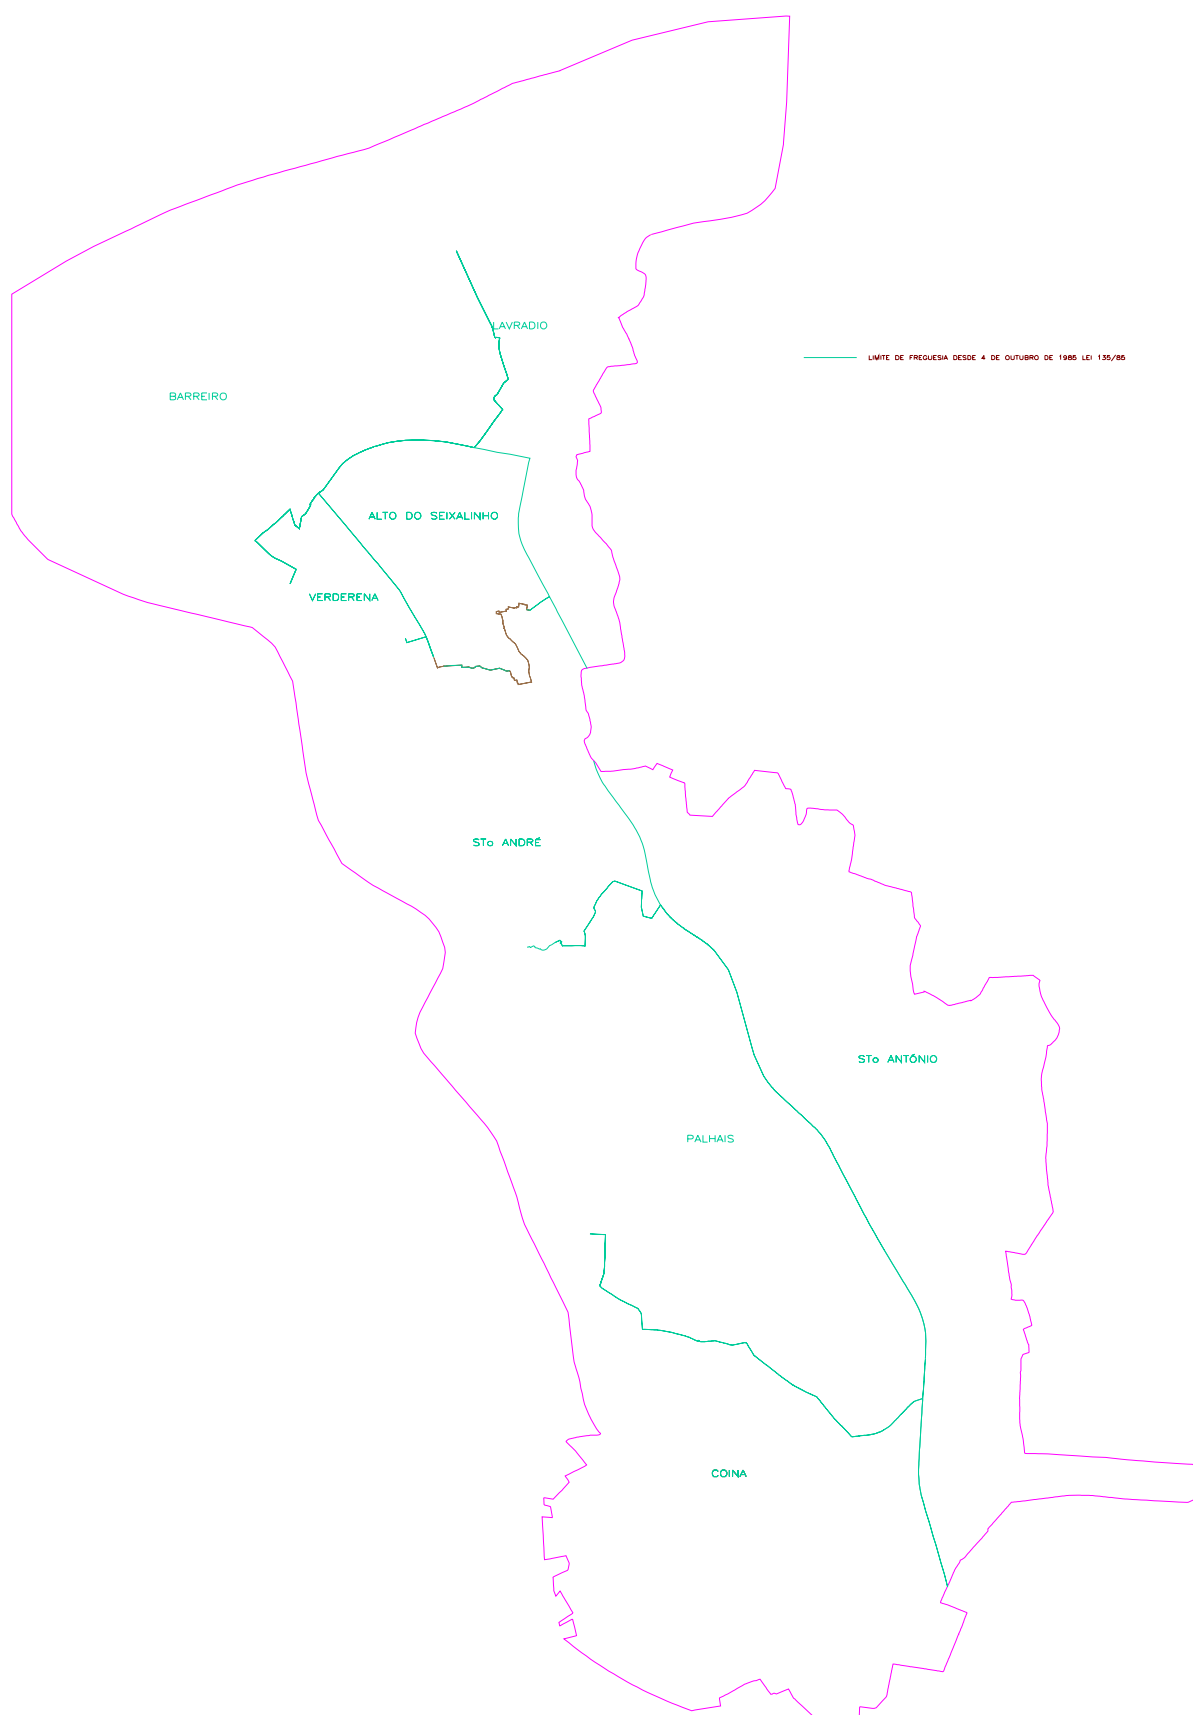 LAVRADIO
LIMITE DE FREGUESIA DESDE 4 DE OUTUBRO DE 1985 LEI 135/85
BARREIRO
ALTO DO SEIXALINHO
VERDERENA
STo ANDRÉ
STo ANTÓNIO
PALHAIS
COINA